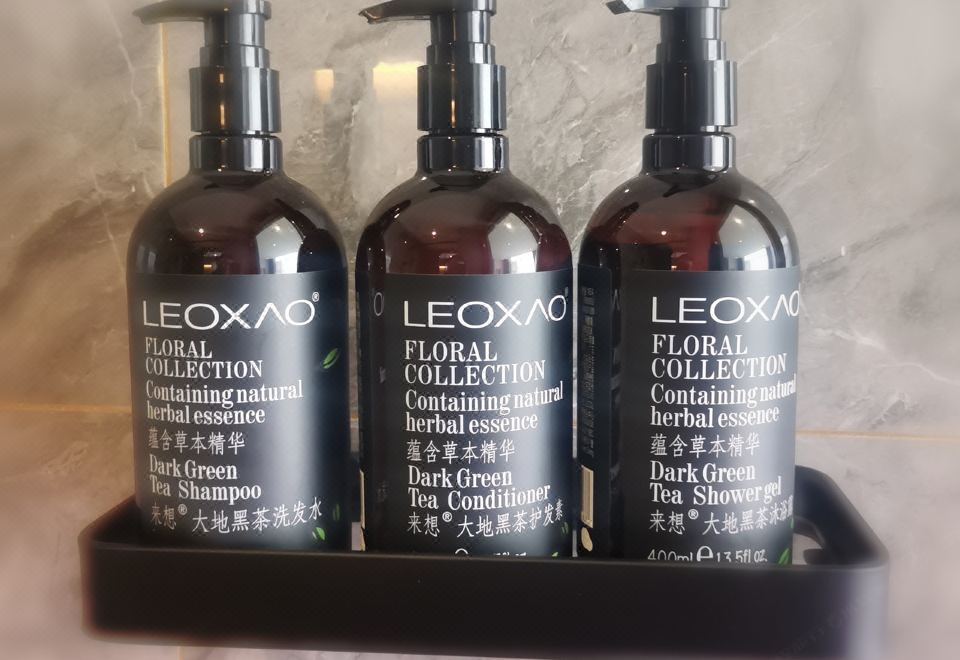 LEOXAO®
FLORAL
COLLECTION
Containing natural
herbal essence
蕴含草本精华
Dark Green
Tea Shampoo
来想®大地黑茶洗发水
LEOXAO
FLORAL
COLLECTION
Containing natural
herbal essence
蕴含草本精华
Dark Green
Tea Conditioner
来想®大地黑茶护发素
LEOXAO
FLORAL
COLLECTION
Containing natural
herbal essence
蕴含草本精华
Dark Green
Tea Shower gel
来想®大地黑茶沐浴露
400ml ℮ 13.5fl oz.